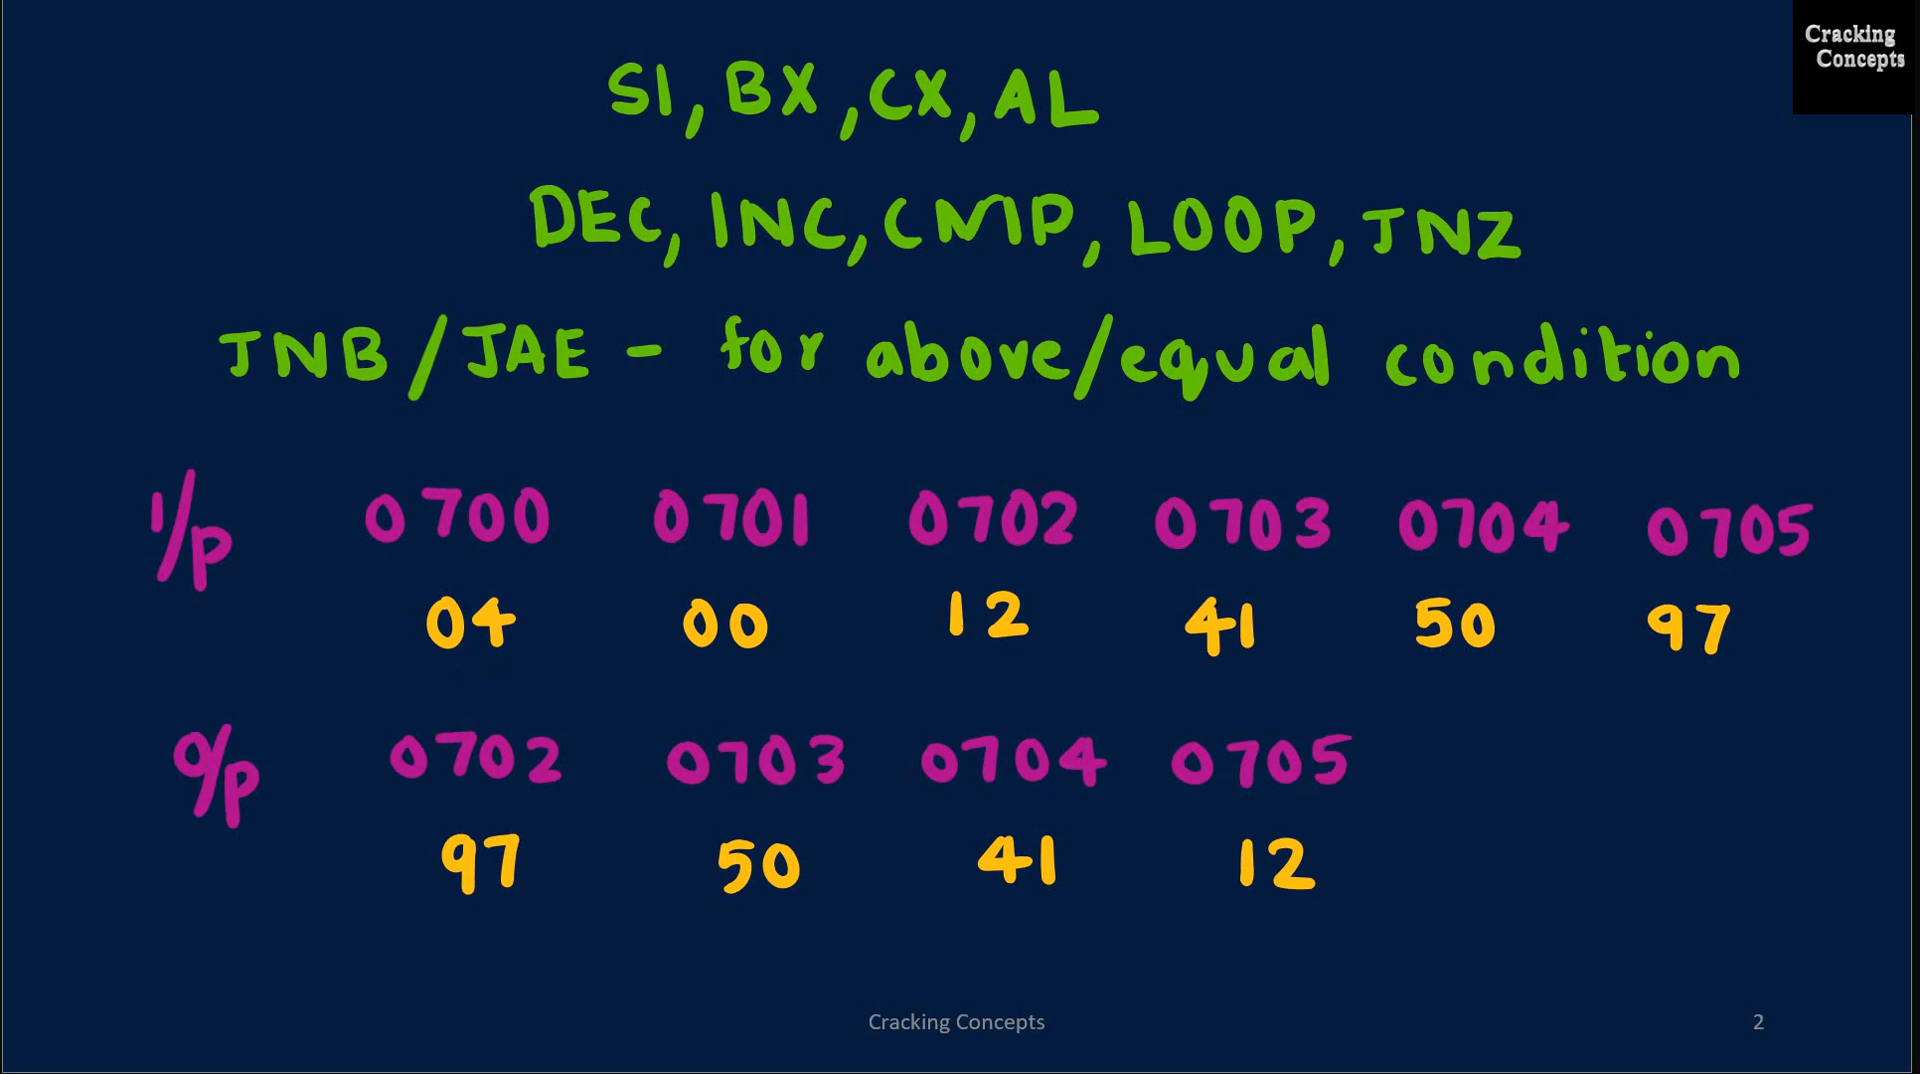 Cracking
Concepts
SI, BX, CX, AL
DEC, INC, CMP, LOOP, JNZ
JNB/JAE - for above/equal condition
I/p 0700 0701 0702 0703 0704 0705
04 00 12 41 50 97
O/p 0702 0703 0704 0705
97 50 41 12
Cracking Concepts 2